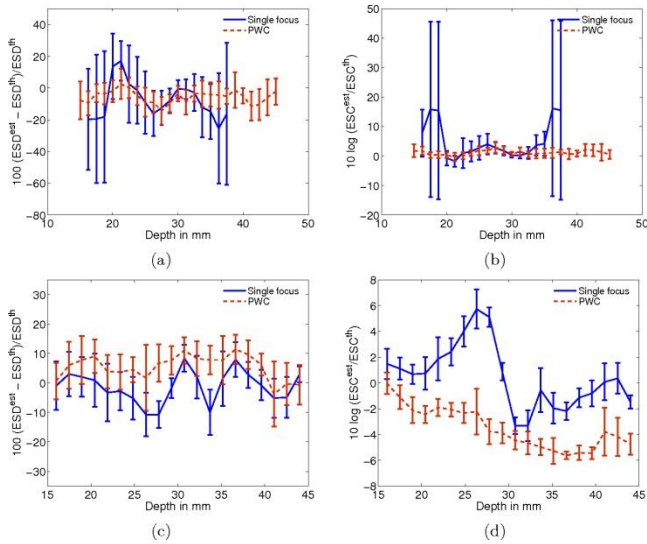 100 (ESD^est − ESD^th)/ESD^th
40
20
0
−20
−40
−60
−80
10
20
30
40
50
Depth in mm
Single focus
PWC
(a)
10 log (ESC^est/ESC^th)
50
40
30
20
10
0
−10
−20
10
20
30
40
50
Depth in mm
Single focus
PWC
(b)
100 (ESD^est − ESD^th)/ESD^th
30
20
10
0
−10
−20
−30
15
20
25
30
35
40
45
Depth in mm
Single focus
PWC
(c)
10 log (ESC^est/ESC^th)
8
6
4
2
0
−2
−4
−6
−8
15
20
25
30
35
40
45
Depth in mm
Single focus
PWC
(d)